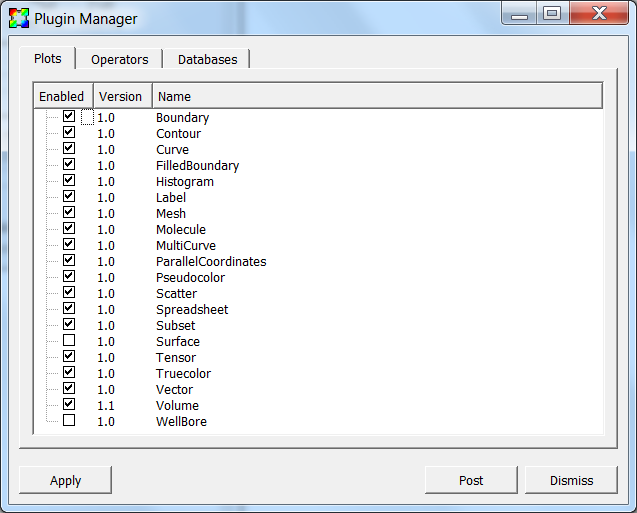 Plugin Manager
Plots Operators Databases
Enabled Version Name
1.0 Boundary
1.0 Contour
1.0 Curve
1.0 FilledBoundary
1.0 Histogram
1.0 Label
1.0 Mesh
1.0 Molecule
1.0 MultiCurve
1.0 ParallelCoordinates
1.0 Pseudocolor
1.0 Scatter
1.0 Spreadsheet
1.0 Subset
1.0 Surface
1.0 Tensor
1.0 Truecolor
1.0 Vector
1.1 Volume
1.0 WellBore
Apply Post Dismiss